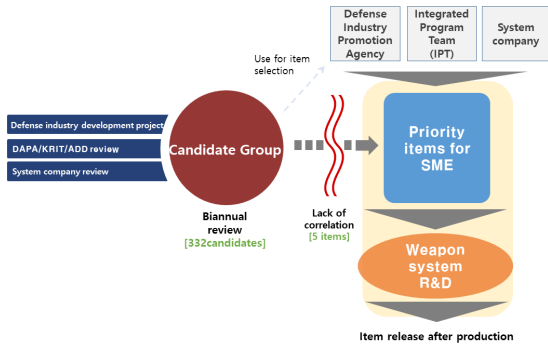 Defense
Industry
Promotion
Agency
Integrated
Program
Team
(IPT)
System
company
Use for item
selection
Defense industry development project
DAPA/KRIT/ADD review
System company review
Candidate Group
Priority
items for
SME
Biannual
review
[332candidates]
Lack of
correlation
[5 items]
Weapon
system
R&D
Item release after production